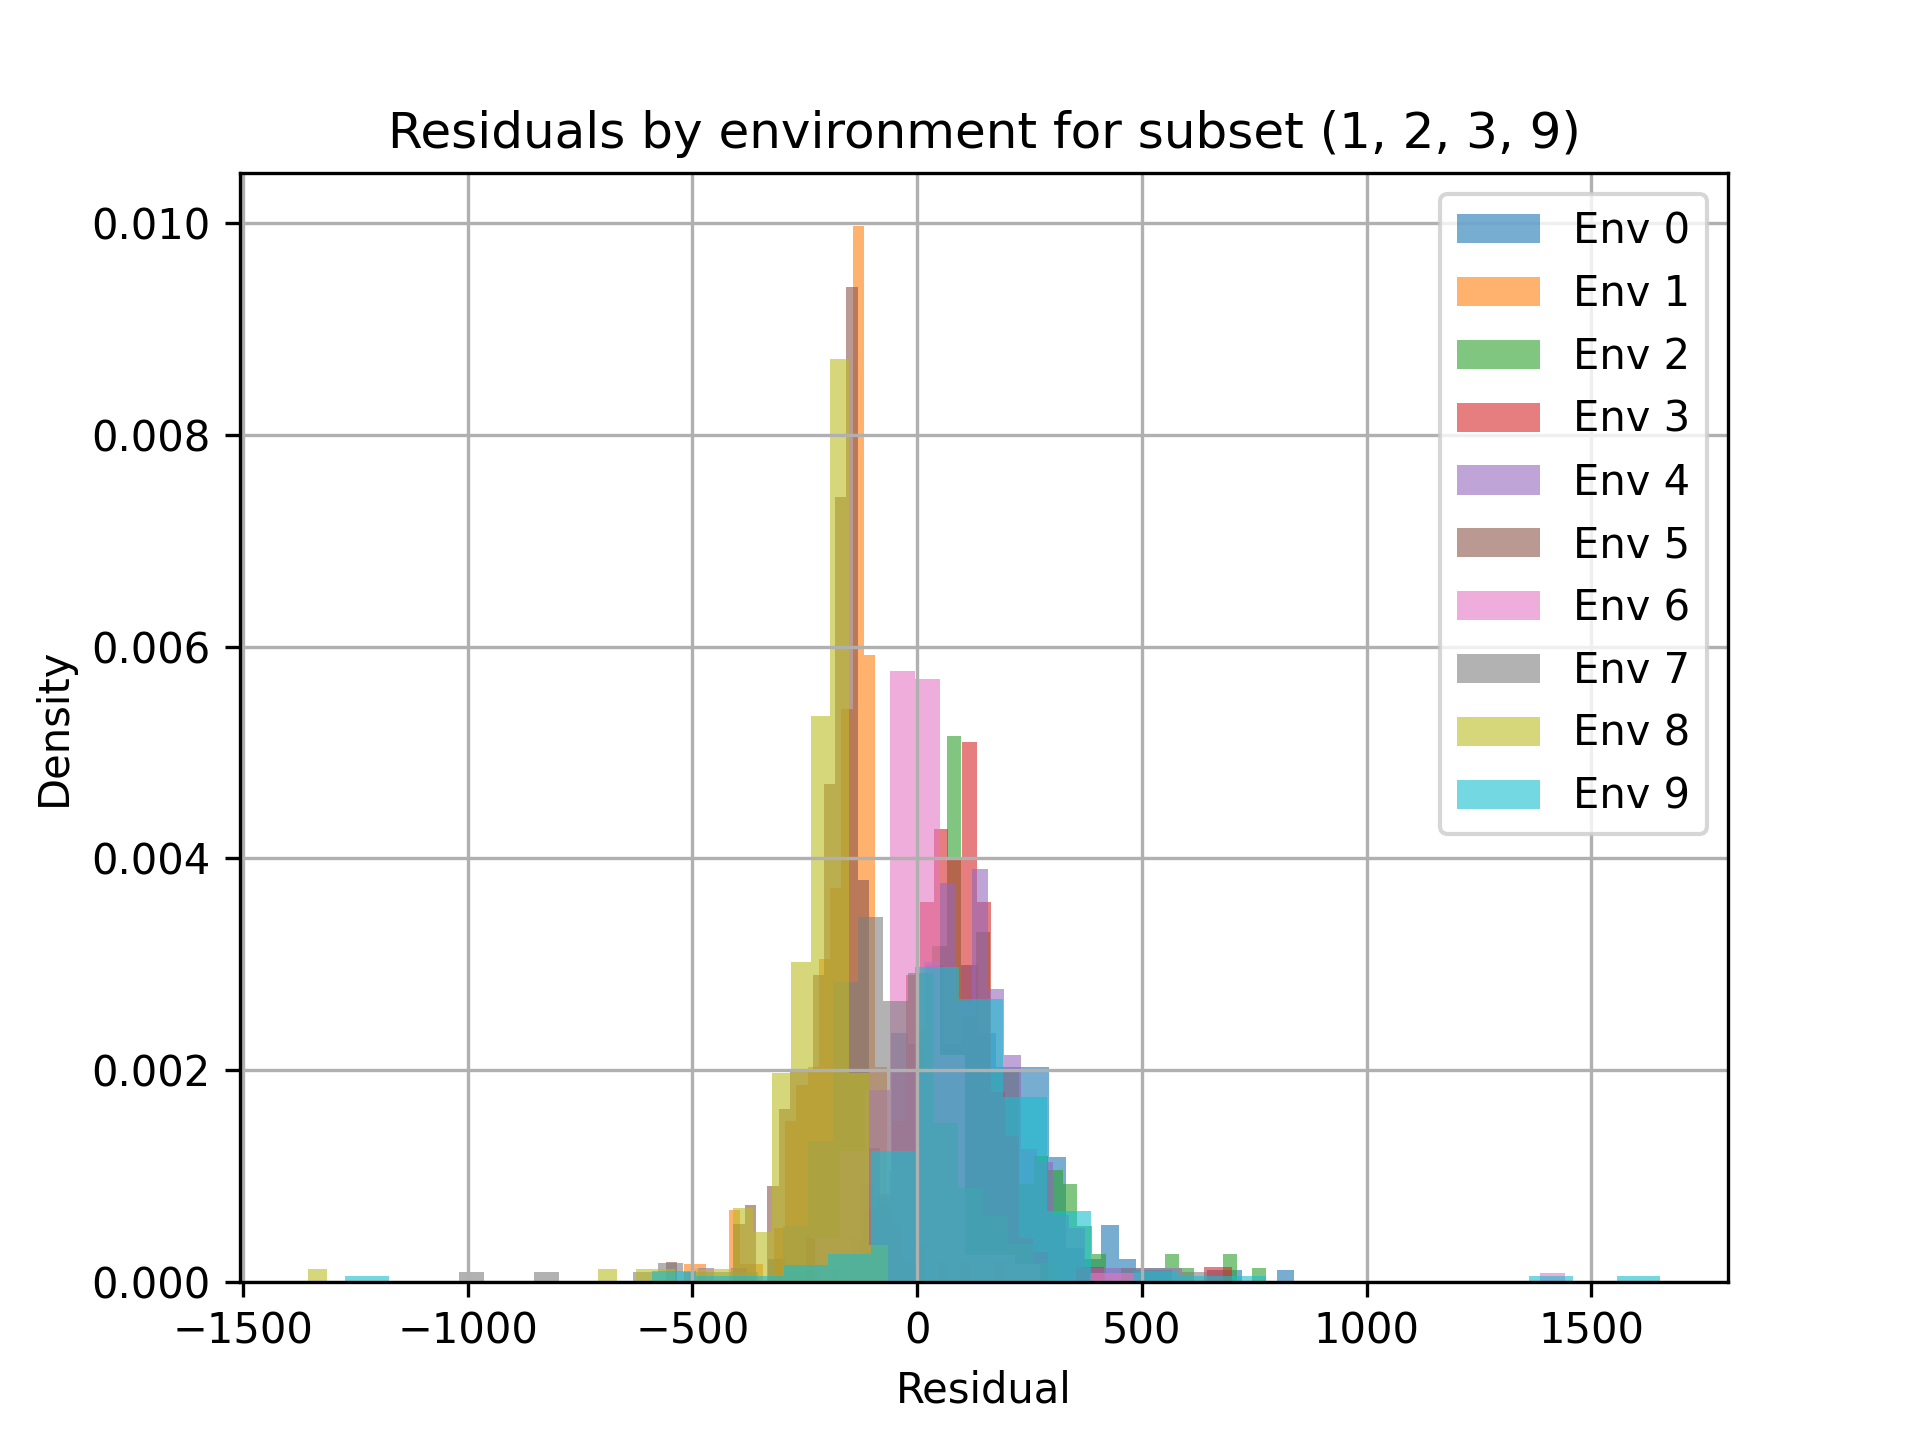 Residuals by environment for subset (1, 2, 3, 9)
0.010
0.008
0.006
0.004
0.002
0.000
Density
−1500
−1000
−500
0
500
1000
1500
Residual
Env 0
Env 1
Env 2
Env 3
Env 4
Env 5
Env 6
Env 7
Env 8
Env 9